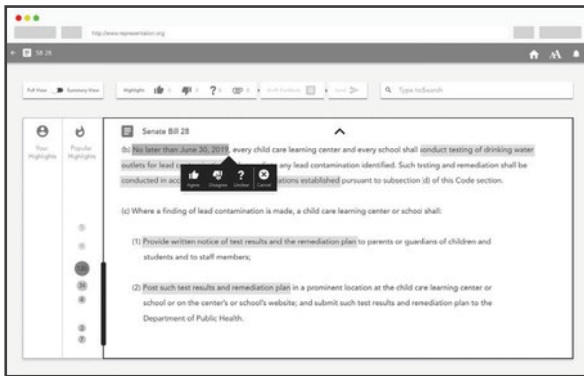 http://www.representation.org
SB 28
AA
Full View
Summary View
Highlight
Send
Type toSearch
Your Highlights
Popular Highlights
Senate Bill 28
(b) No later than June 30, 2019, every child care learning center and every school shall conduct testing of drinking water
outlets for lead any lead contamination identified. Such testing and remediation shall be
conducted in established pursuant to subsection (d) of this Code section.
Agree Disagree Unclear Cancel
(c) Where a finding of lead contamination is made, a child care learning center or school shall:
(1) Provide written notice of test results and the remediation plan to parents or guardians of children and
students and to staff members;
(2) Post such test results and remediation plan in a prominent location at the child care learning center or
school or on the center's or school's website; and submit such test results and remediation plan to the
Department of Public Health.